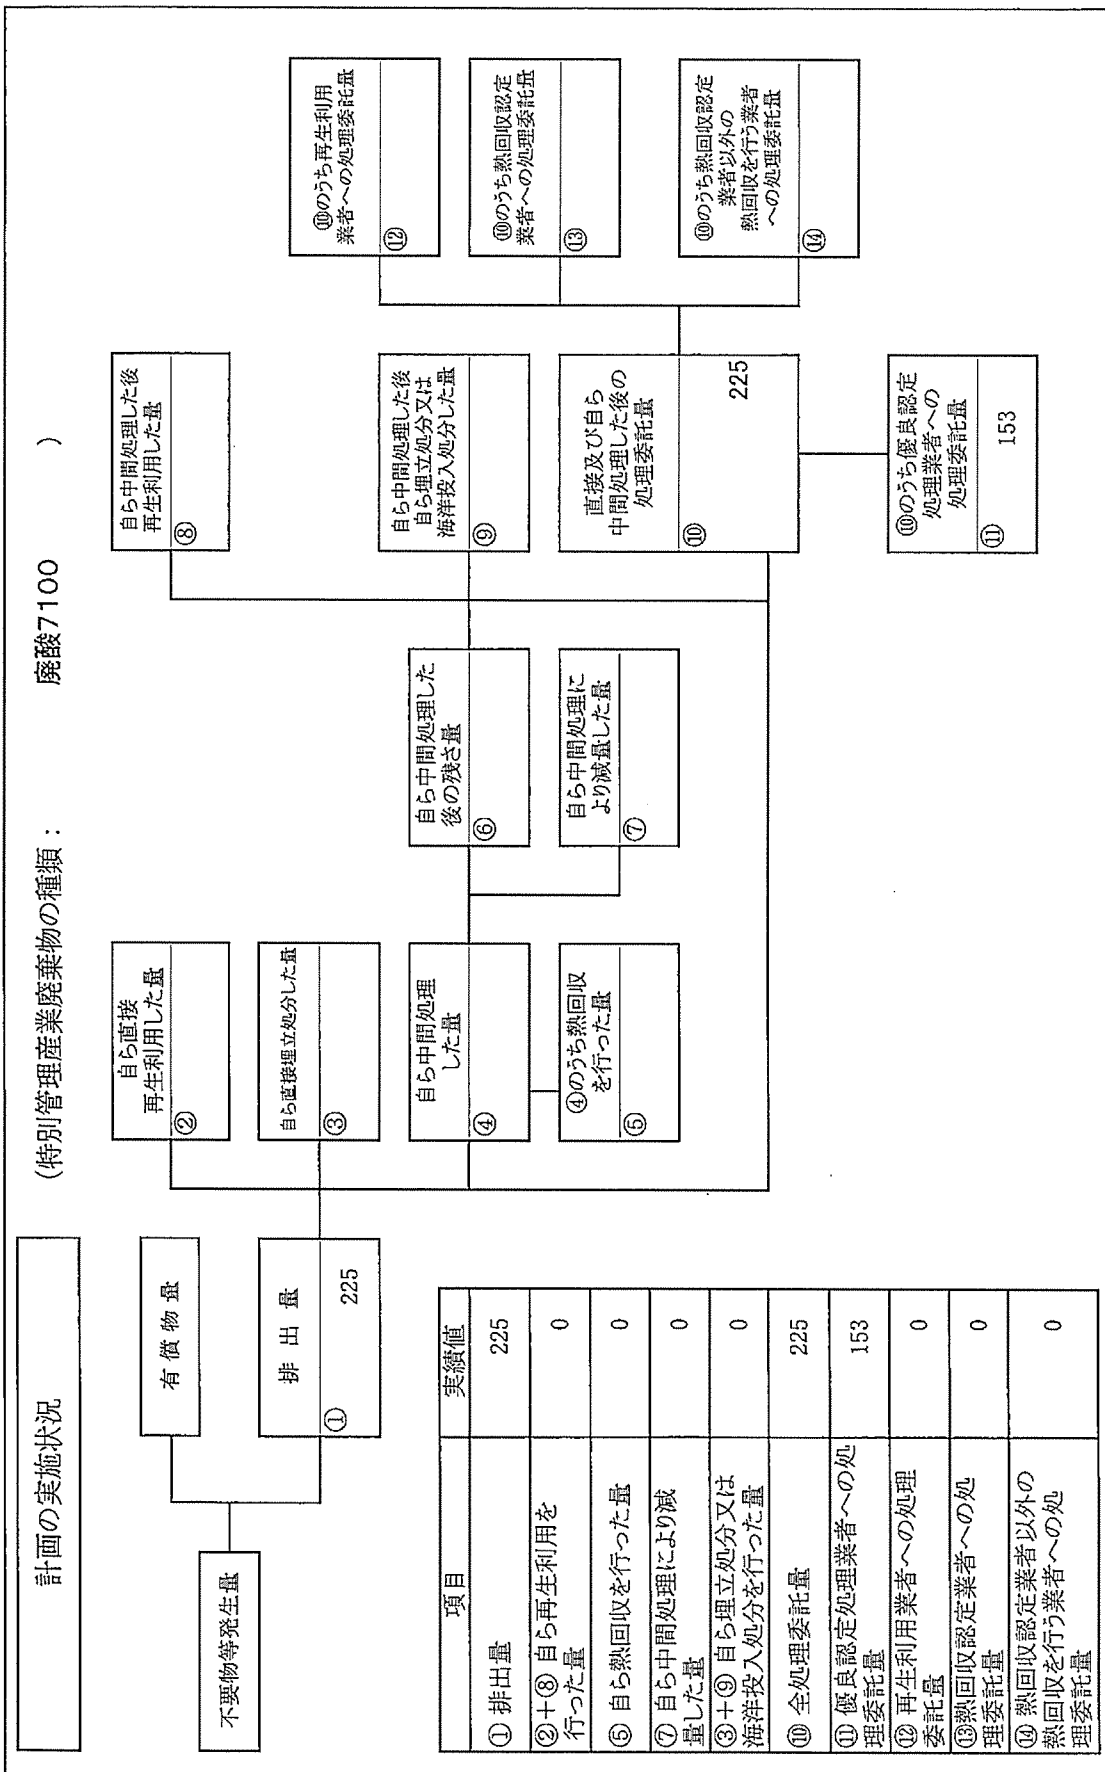 計画の実施状況
(特別管理産業廃棄物の種類： 廃酸7100 )
不要物等発生量
有償物量
排出量
①
225
自ら直接
再生利用した量
②
自ら直接埋立処分した量
③
自ら中間処理
した量
④
④のうち熱回収
を行った量
⑤
自ら中間処理した
後の残さ量
⑥
自ら中間処理に
より減量した量
⑦
自ら中間処理した後
再生利用した量
⑧
自ら中間処理した後
自ら埋立処分又は
海洋投入処分した量
⑨
直接及び自ら
中間処理した後の
処理委託量
⑩
225
⑩のうち優良認定
処理業者への
処理委託量
⑪
153
⑩のうち再生利用
業者への処理委託量
⑫
⑩のうち熱回収認定
業者への処理委託量
⑬
⑩のうち熱回収認定
業者以外の
熱回収を行う業者
への処理委託量
⑭
項目 実績値
① 排出量 225
②+⑧ 自ら再生利用を
行った量 0
⑤ 自ら熱回収を行った量 0
⑦ 自ら中間処理により減
量した量 0
③+⑨ 自ら埋立処分又は
海洋投入処分を行った量 0
⑩ 全処理委託量 225
⑪ 優良認定処理業者への処
理委託量 153
⑫ 再生利用業者への処理
委託量 0
⑬熱回収認定業者への処
理委託量 0
⑭ 熱回収認定業者以外の
熱回収を行う業者への処
理委託量 0